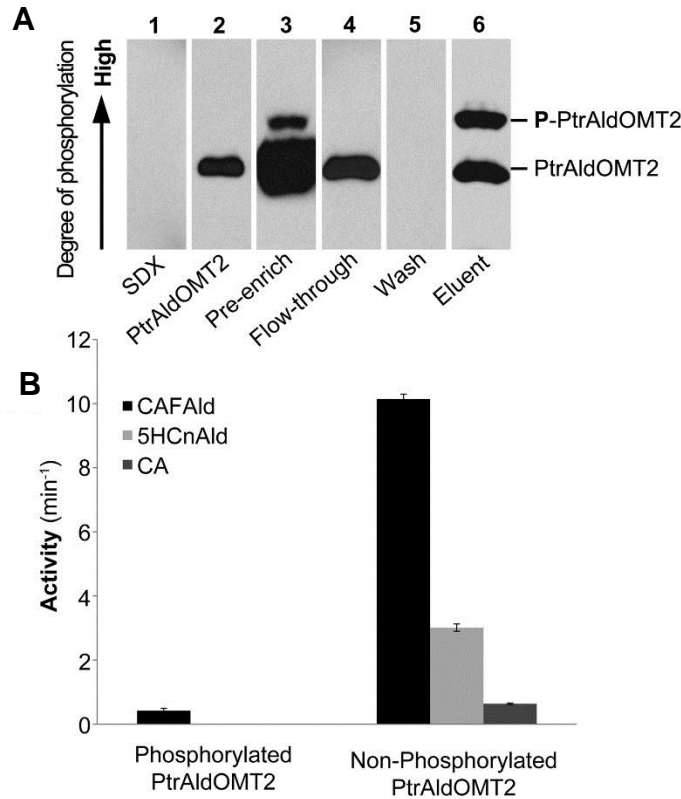 A
1 2 3 4 5 6
Degree of phosphorylation
High
P-PtrAldOMT2
PtrAldOMT2
SDX
PtrAldOMT2
Pre-enrich
Flow-through
Wash
Eluent
B
12
10
8
6
4
2
0
Activity (min⁻¹)
CAFAld
5HCnAld
CA
Phosphorylated
PtrAldOMT2
Non-Phosphorylated
PtrAldOMT2